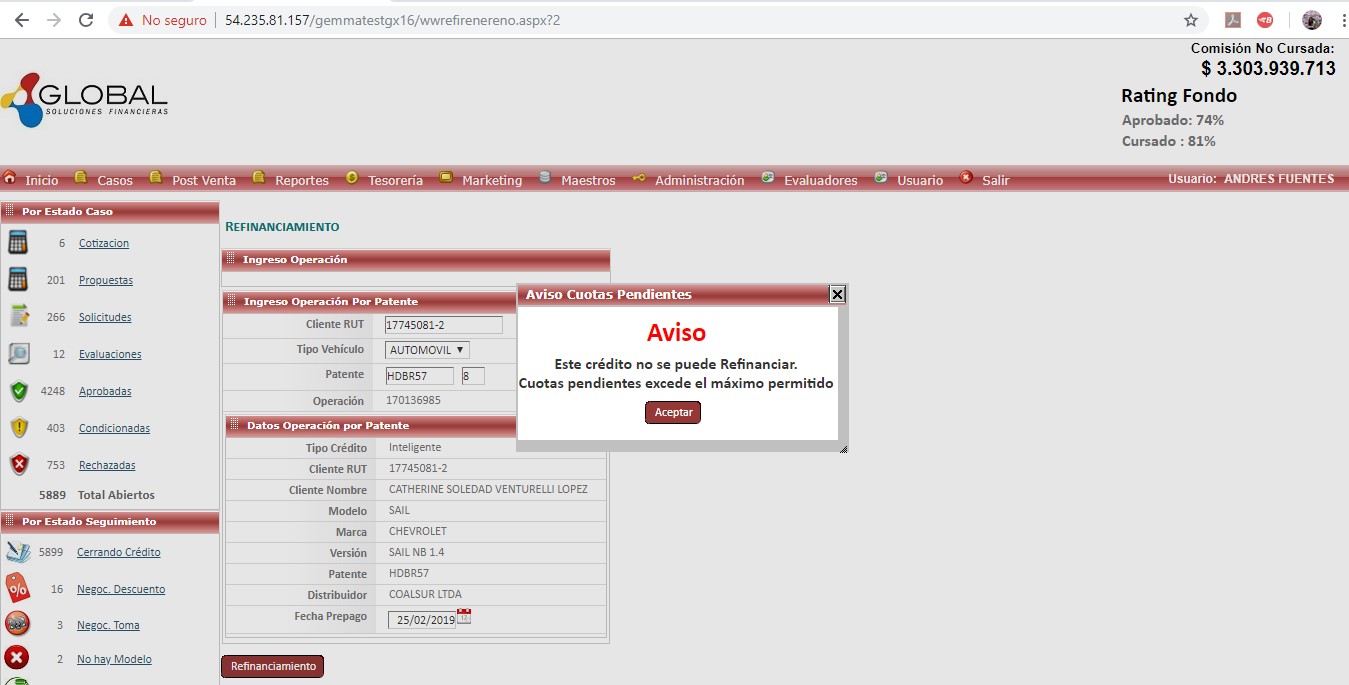 No seguro | 54.235.81.157/gemmatestgx16/wwrefirenereno.aspx?2
Comisión No Cursada:
$ 3.303.939.713
Rating Fondo
Aprobado: 74%
Cursado : 81%
GLOBAL
SOLUCIONES FINANCIERAS
Inicio Casos Post Venta Reportes Tesorería Marketing Maestros Administración Evaluadores Usuario Salir Usuario: ANDRES FUENTES
Por Estado Caso
6 Cotizacion
201 Propuestas
266 Solicitudes
12 Evaluaciones
4248 Aprobadas
403 Condicionadas
753 Rechazadas
5889 Total Abiertos
Por Estado Seguimiento
5899 Cerrando Crédito
16 Negoc. Descuento
3 Negoc. Toma
2 No hay Modelo
REFINANCIAMIENTO
Ingreso Operación
Ingreso Operación Por Patente
Cliente RUT 17745081-2
Tipo Vehículo AUTOMOVIL
Patente HDBR57 8
Operación 170136985
Datos Operación por Patente
Tipo Crédito Inteligente
Cliente RUT 17745081-2
Cliente Nombre CATHERINE SOLEDAD VENTURELLI LOPEZ
Modelo SAIL
Marca CHEVROLET
Versión SAIL NB 1.4
Patente HDBR57
Distribuidor COALSUR LTDA
Fecha Prepago 25/02/2019
Refinanciamiento
Aviso Cuotas Pendientes
Aviso
Este crédito no se puede Refinanciar.
Cuotas pendientes excede el máximo permitido
Aceptar